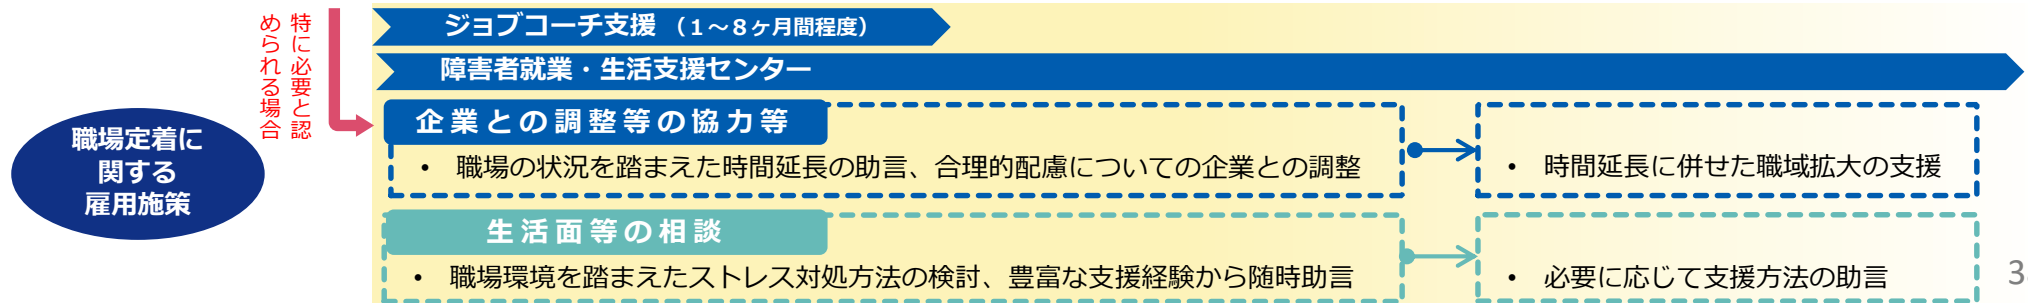 特に必要と認
められる場合
ジョブコーチ支援 （１～８ヶ月間程度）
障害者就業・生活支援センター
職場定着に
関する
雇用施策
企業との調整等の協力等
• 職場の状況を踏まえた時間延長の助言、合理的配慮についての企業との調整
• 時間延長に併せた職域拡大の支援
生活面等の相談
• 職場環境を踏まえたストレス対処方法の検討、豊富な支援経験から随時助言
• 必要に応じて支援方法の助言
3